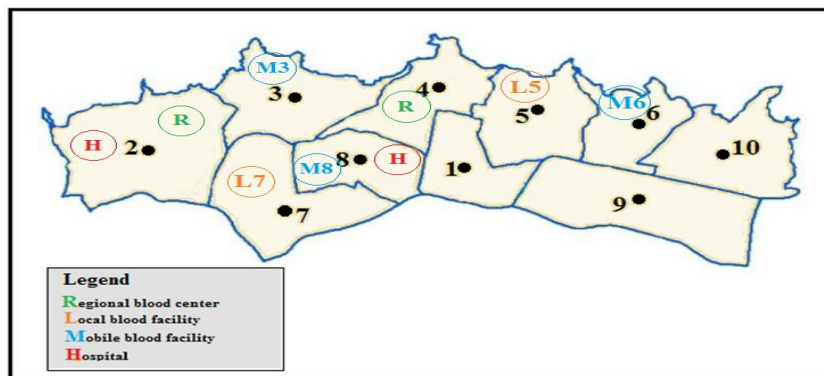 M3
4
L5
M6
3
R
R
5
6
H
2
8
H
10
M8
1
L7
7
9
Legend
Regional blood center
Local blood facility
Mobile blood facility
Hospital